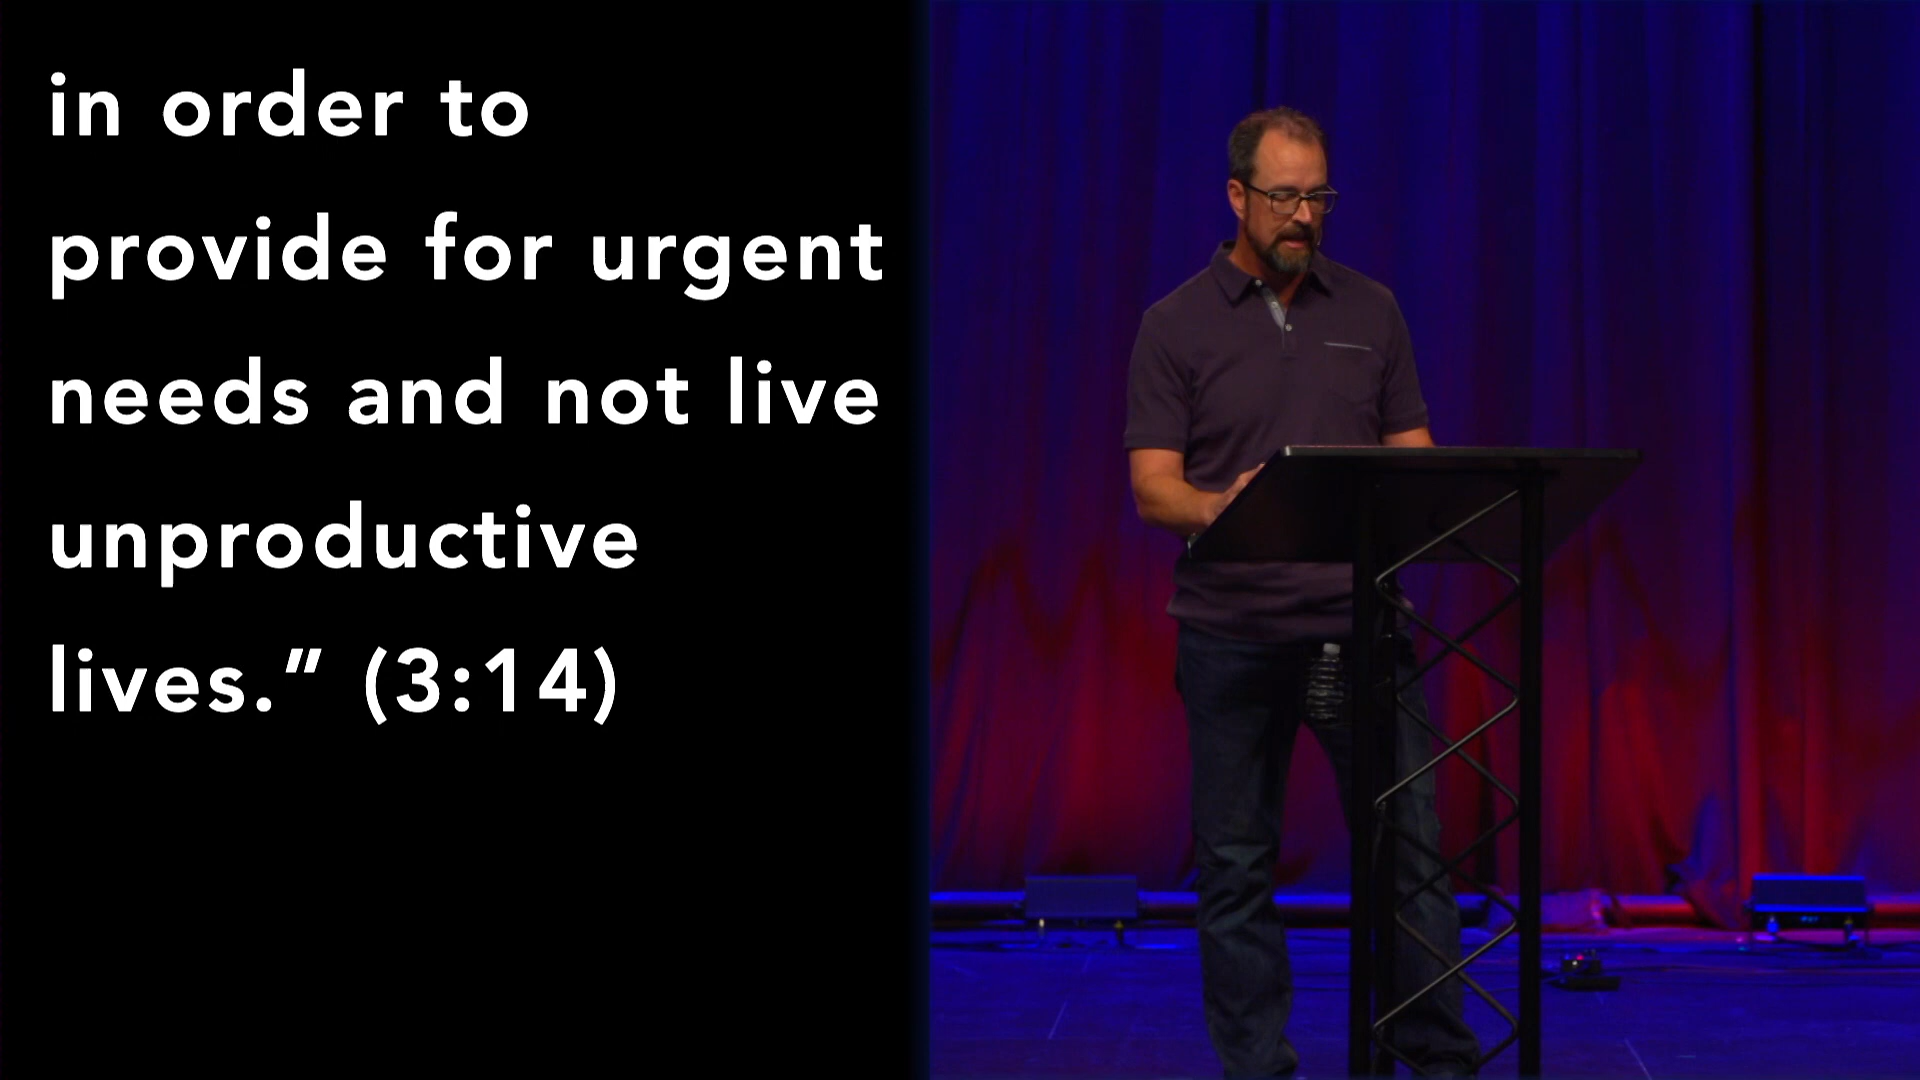 in order to
provide for urgent
needs and not live
unproductive
lives.” (3:14)